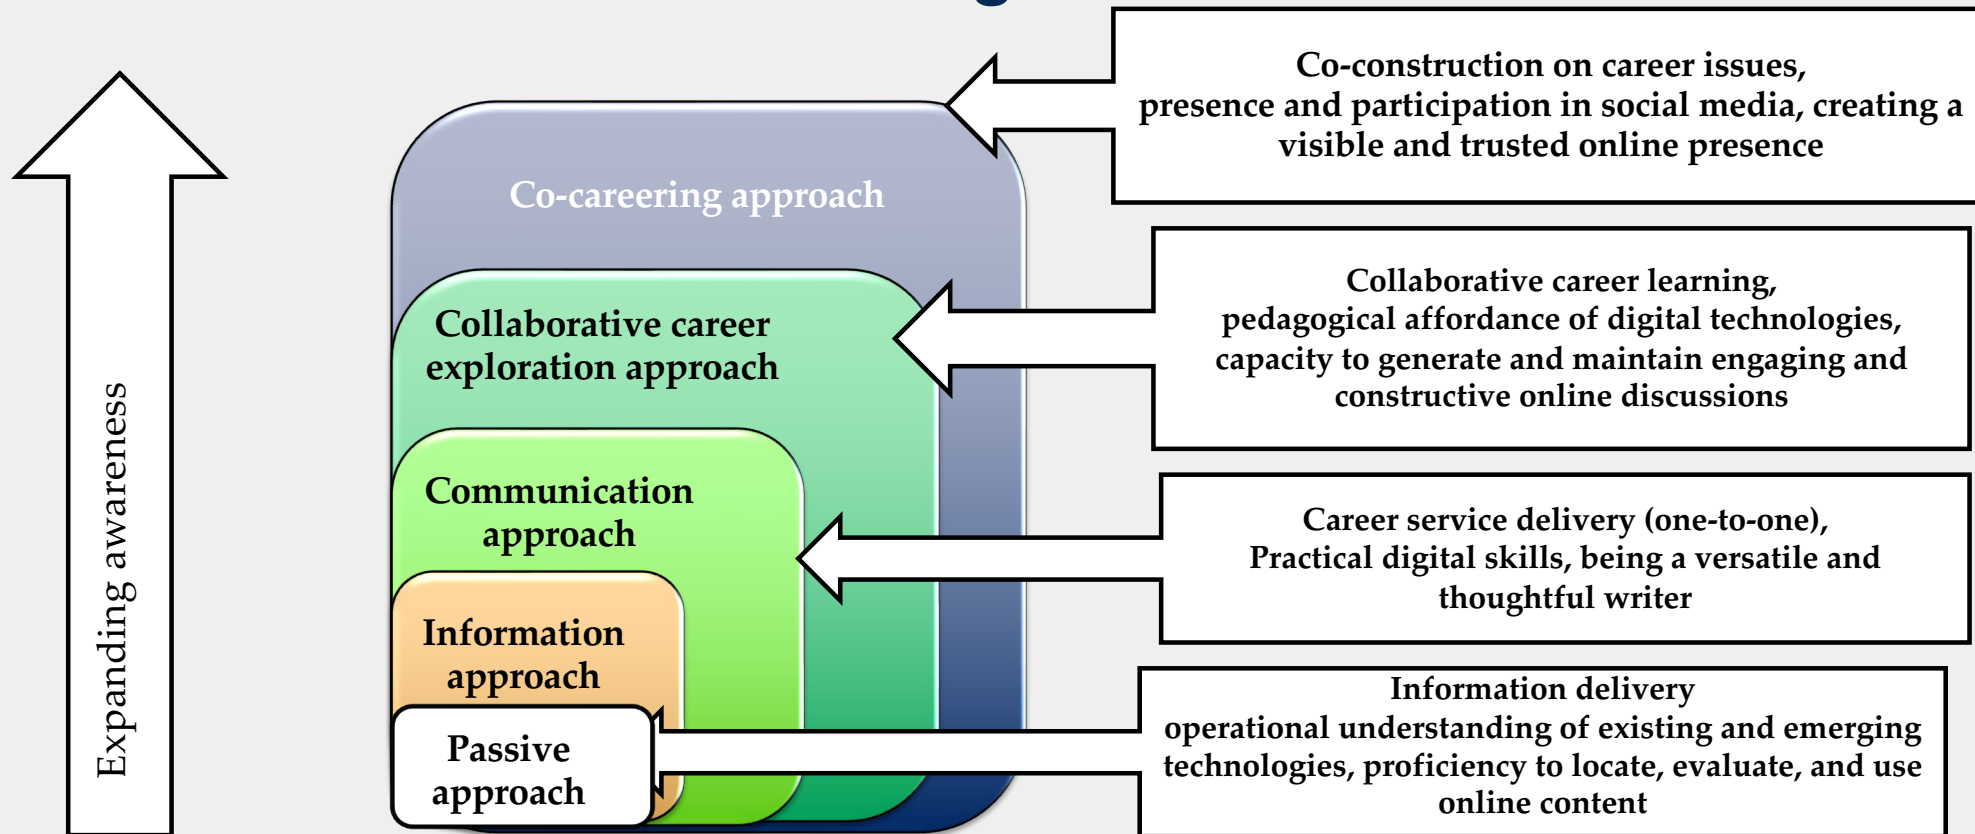 Co-construction on career issues,
presence and participation in social media, creating a
visible and trusted online presence
Co-careering approach
Collaborative career learning,
pedagogical affordance of digital technologies,
capacity to generate and maintain engaging and
constructive online discussions
Collaborative career
exploration approach
Communication
approach
Career service delivery (one-to-one),
Practical digital skills, being a versatile and
thoughtful writer
Information
approach
Information delivery
operational understanding of existing and emerging
technologies, proficiency to locate, evaluate, and use
online content
Passive
approach
Expanding awareness